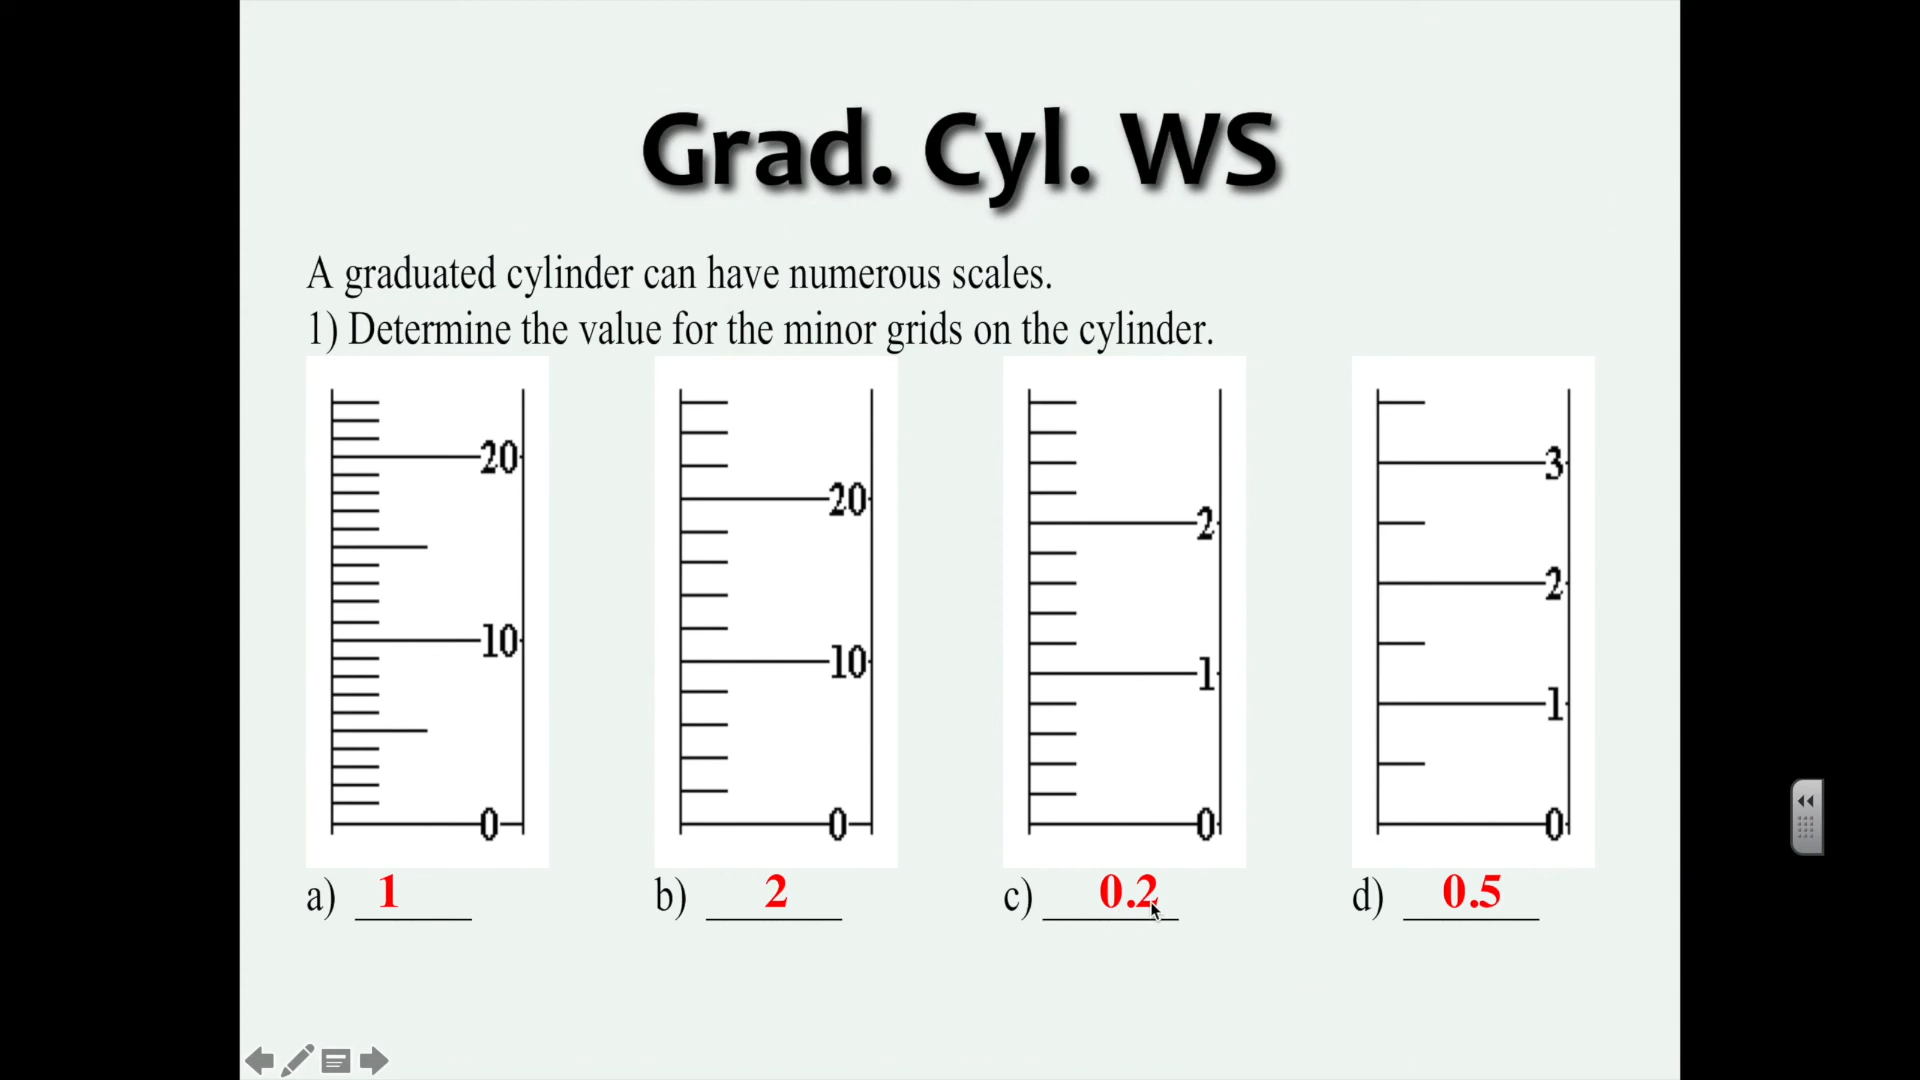 Grad. Cyl. WS
A graduated cylinder can have numerous scales.
1) Determine the value for the minor grids on the cylinder.
20
10
0
20
10
0
2
1
0
3
2
1
0
a) 1
b) 2
c) 0.2
d) 0.5